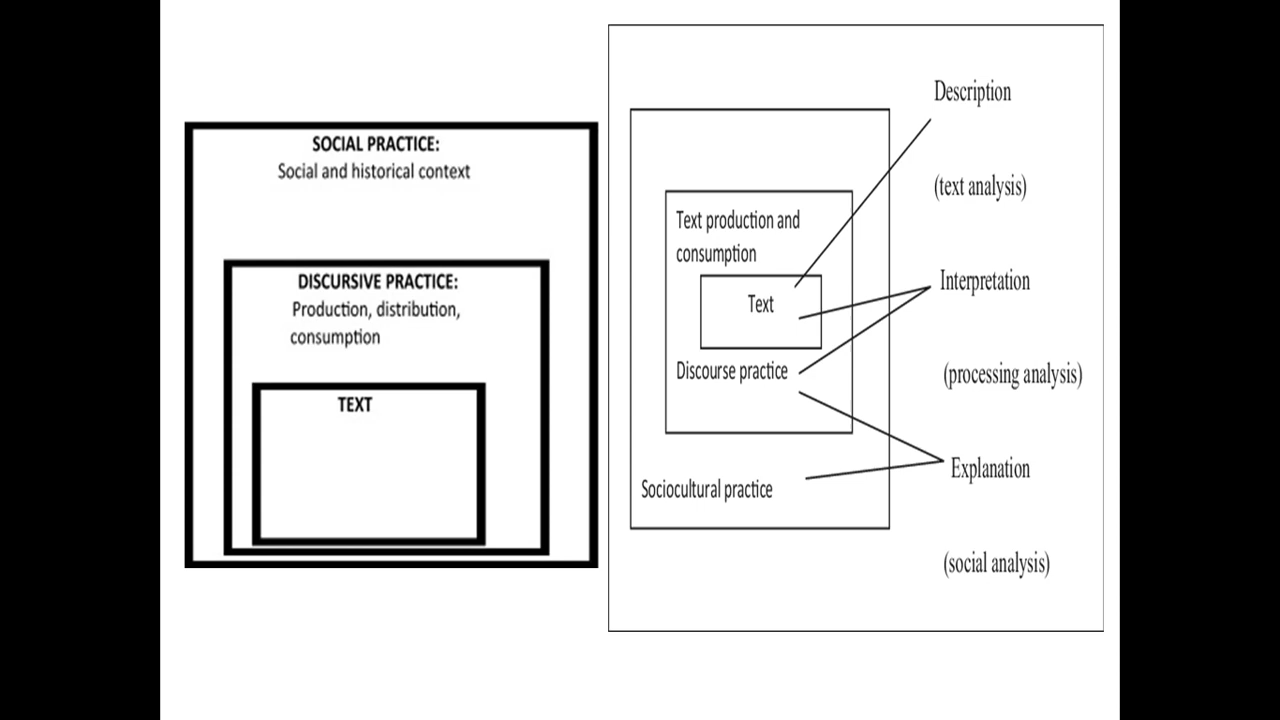 SOCIAL PRACTICE:
Social and historical context
DISCURSIVE PRACTICE:
Production, distribution,
consumption
TEXT
Description
(text analysis)
Text production and
consumption
Text
Interpretation
Discourse practice
(processing analysis)
Explanation
Sociocultural practice
(social analysis)